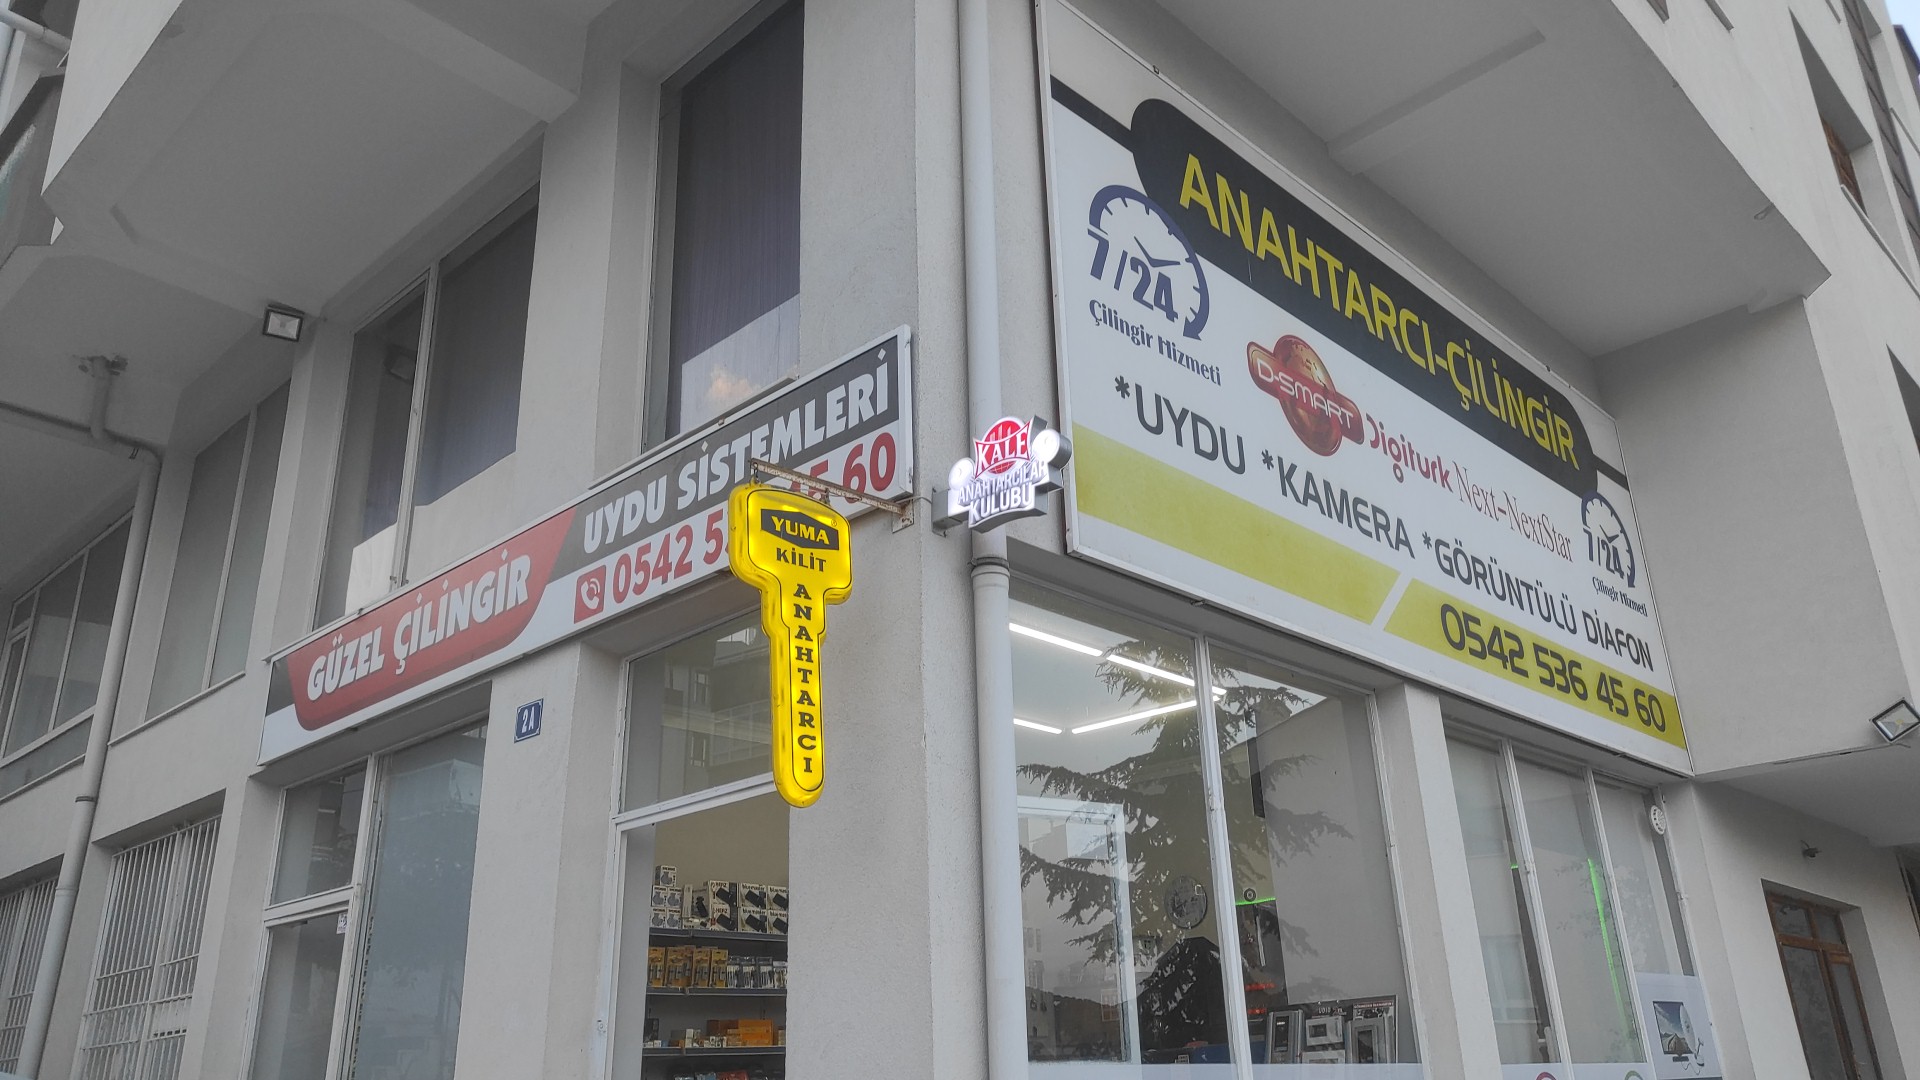 GÜZEL ÇİLİNGİR
UYDU SİSTEMLERİ
0542 5
45 60
2A
YUMA
KİLİT
ANAHTARCI
KALE
ANAHTARCILAR
KULÜBÜ
ANAHTARCI-ÇİLİNGİR
7/24
Çilingir Hizmeti
D-SMART
Digiturk
Next-NextStar
7/24
Çilingir Hizmeti
*UYDU *KAMERA *GÖRÜNTÜLÜ DİAFON
0542 536 45 60